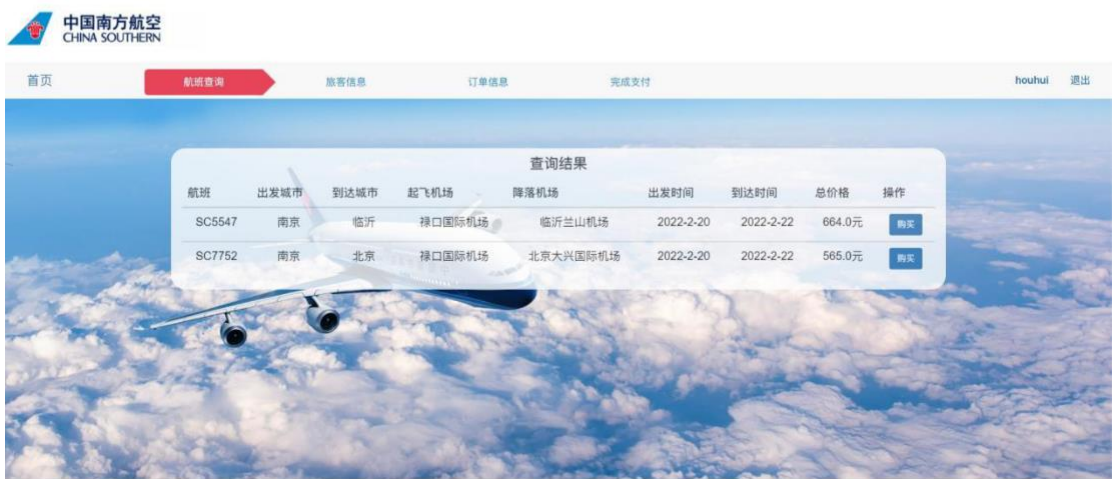 中国南方航空
CHINA SOUTHERN
首页 航班查询 旅客信息 订单信息 完成支付 houhui 退出
查询结果
航班 出发城市 到达城市 起飞机场 降落机场 出发时间 到达时间 总价格 操作
SC5547 南京 临沂 禄口国际机场 临沂兰山机场 2022-2-20 2022-2-22 664.0元 购买
SC7752 南京 北京 禄口国际机场 北京大兴国际机场 2022-2-20 2022-2-22 565.0元 购买